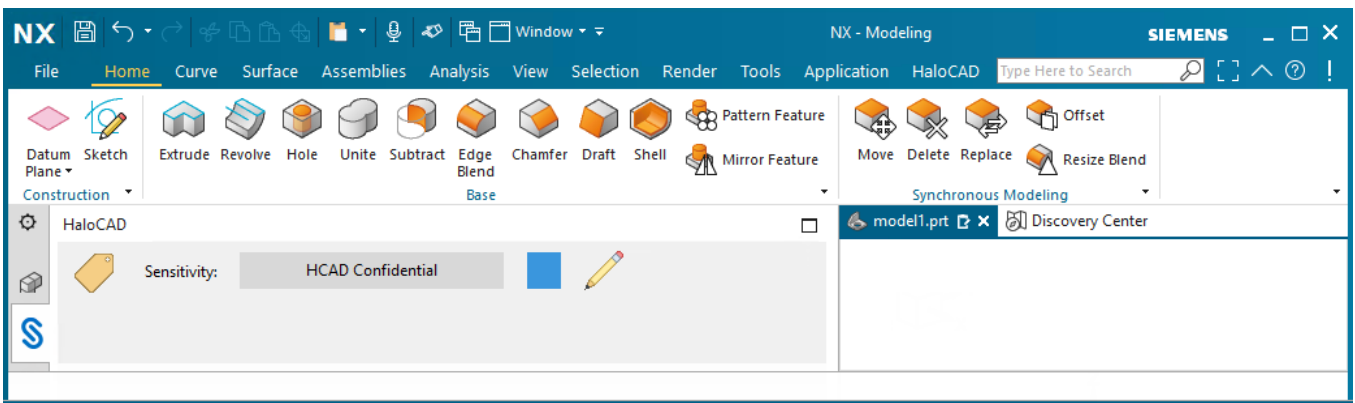 NX Window NX - Modeling SIEMENS
File Home Curve Surface Assemblies Analysis View Selection Render Tools Application HaloCAD Type Here to Search
Datum Plane Sketch Extrude Revolve Hole Unite Subtract Edge Blend Chamfer Draft Shell Pattern Feature Mirror Feature Move Delete Replace Offset Resize Blend
Construction Base Synchronous Modeling
HaloCAD model1.prt Discovery Center
Sensitivity: HCAD Confidential